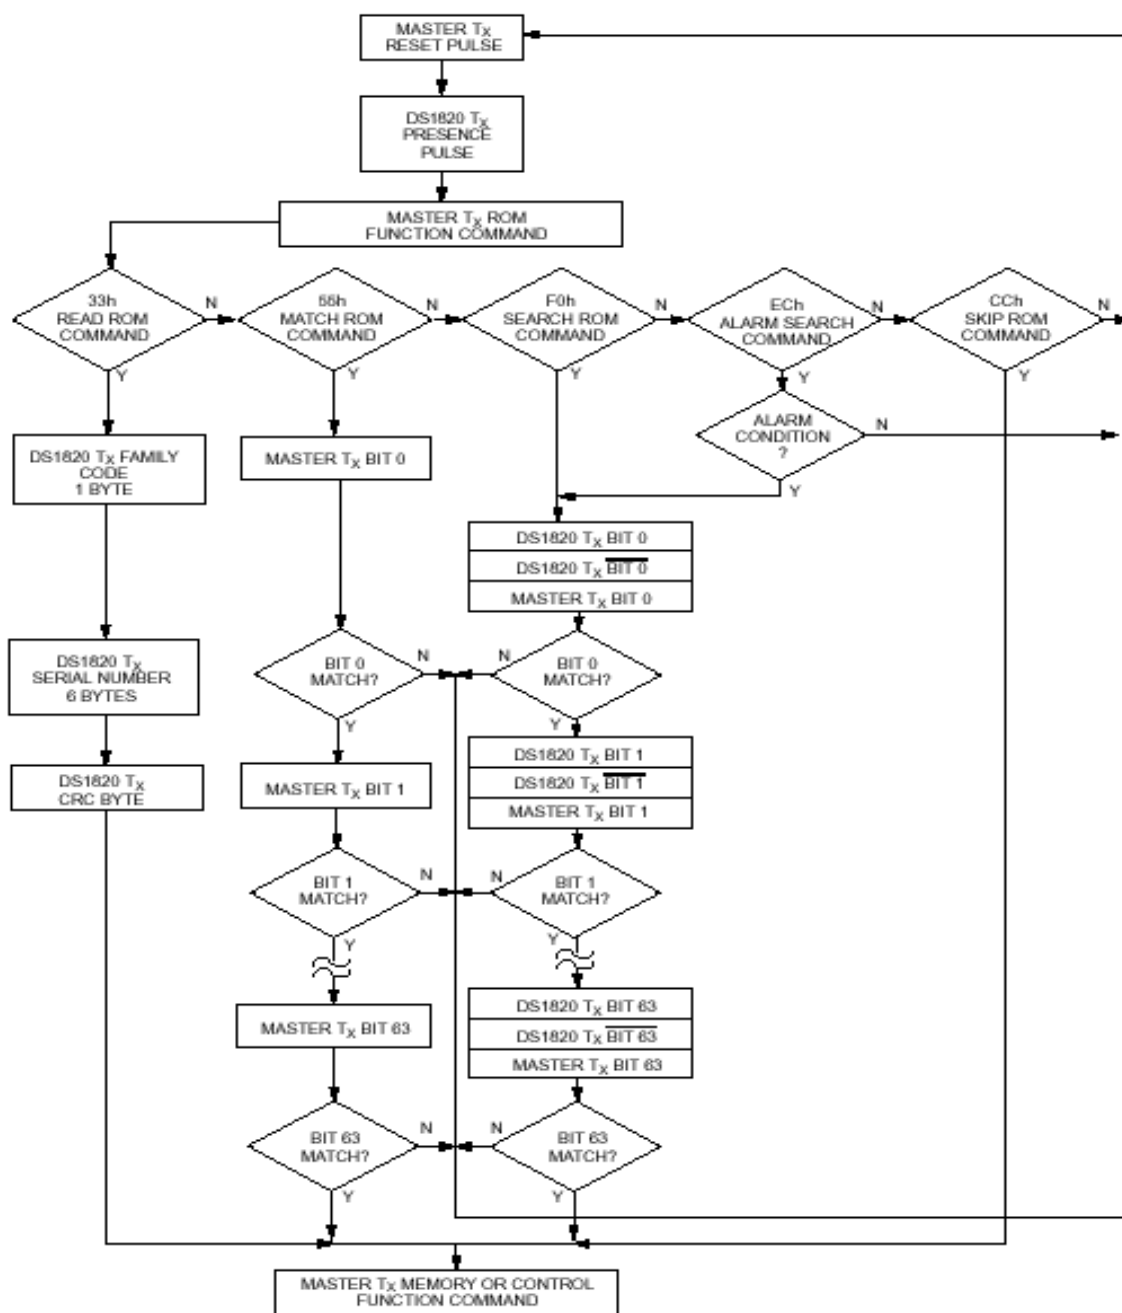 MASTER TX
RESET PULSE
DS1820 TX
PRESENCE
PULSE
MASTER TX ROM
FUNCTION COMMAND
33h
READ ROM
COMMAND
N
Y
55h
MATCH ROM
COMMAND
N
Y
F0h
SEARCH ROM
COMMAND
N
Y
ECh
ALARM SEARCH
COMMAND
N
Y
CCh
SKIP ROM
COMMAND
N
Y
ALARM
CONDITION
?
N
Y
DS1820 TX FAMILY
CODE
1 BYTE
MASTER TX BIT 0
DS1820 TX BIT 0
DS1820 TX BIT 0
MASTER TX BIT 0
DS1820 TX
SERIAL NUMBER
6 BYTES
BIT 0
MATCH?
N
Y
BIT 0
MATCH?
N
Y
DS1820 TX
CRC BYTE
MASTER TX BIT 1
DS1820 TX BIT 1
DS1820 TX BIT 1
MASTER TX BIT 1
BIT 1
MATCH?
N
Y
BIT 1
MATCH?
N
Y
MASTER TX BIT 63
DS1820 TX BIT 63
DS1820 TX BIT 63
MASTER TX BIT 63
BIT 63
MATCH?
N
Y
BIT 63
MATCH?
N
Y
MASTER TX MEMORY OR CONTROL
FUNCTION COMMAND